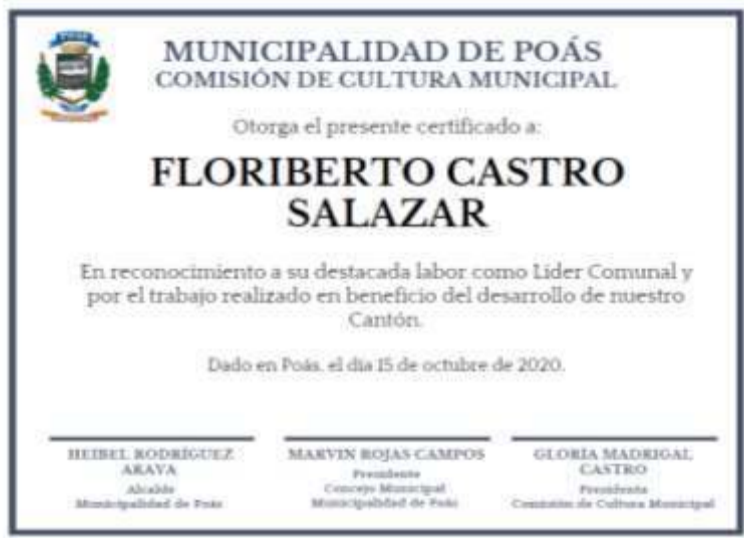 POÁS
MUNICIPALIDAD DE POÁS
COMISIÓN DE CULTURA MUNICIPAL
Otorga el presente certificado a:
FLORIBERTO CASTRO
SALAZAR
En reconocimiento a su destacada labor como Líder Comunal y
por el trabajo realizado en beneficio del desarrollo de nuestro
Cantón.
Dado en Poás, el día 15 de octubre de 2020.
HEIBEL RODRÍGUEZ
ARAYA
Alcalde
Municipalidad de Poás
MARVIN ROJAS CAMPOS
Presidente
Concejo Municipal
Municipalidad de Poás
GLORIA MADRIGAL
CASTRO
Presidenta
Comisión de Cultura Municipal